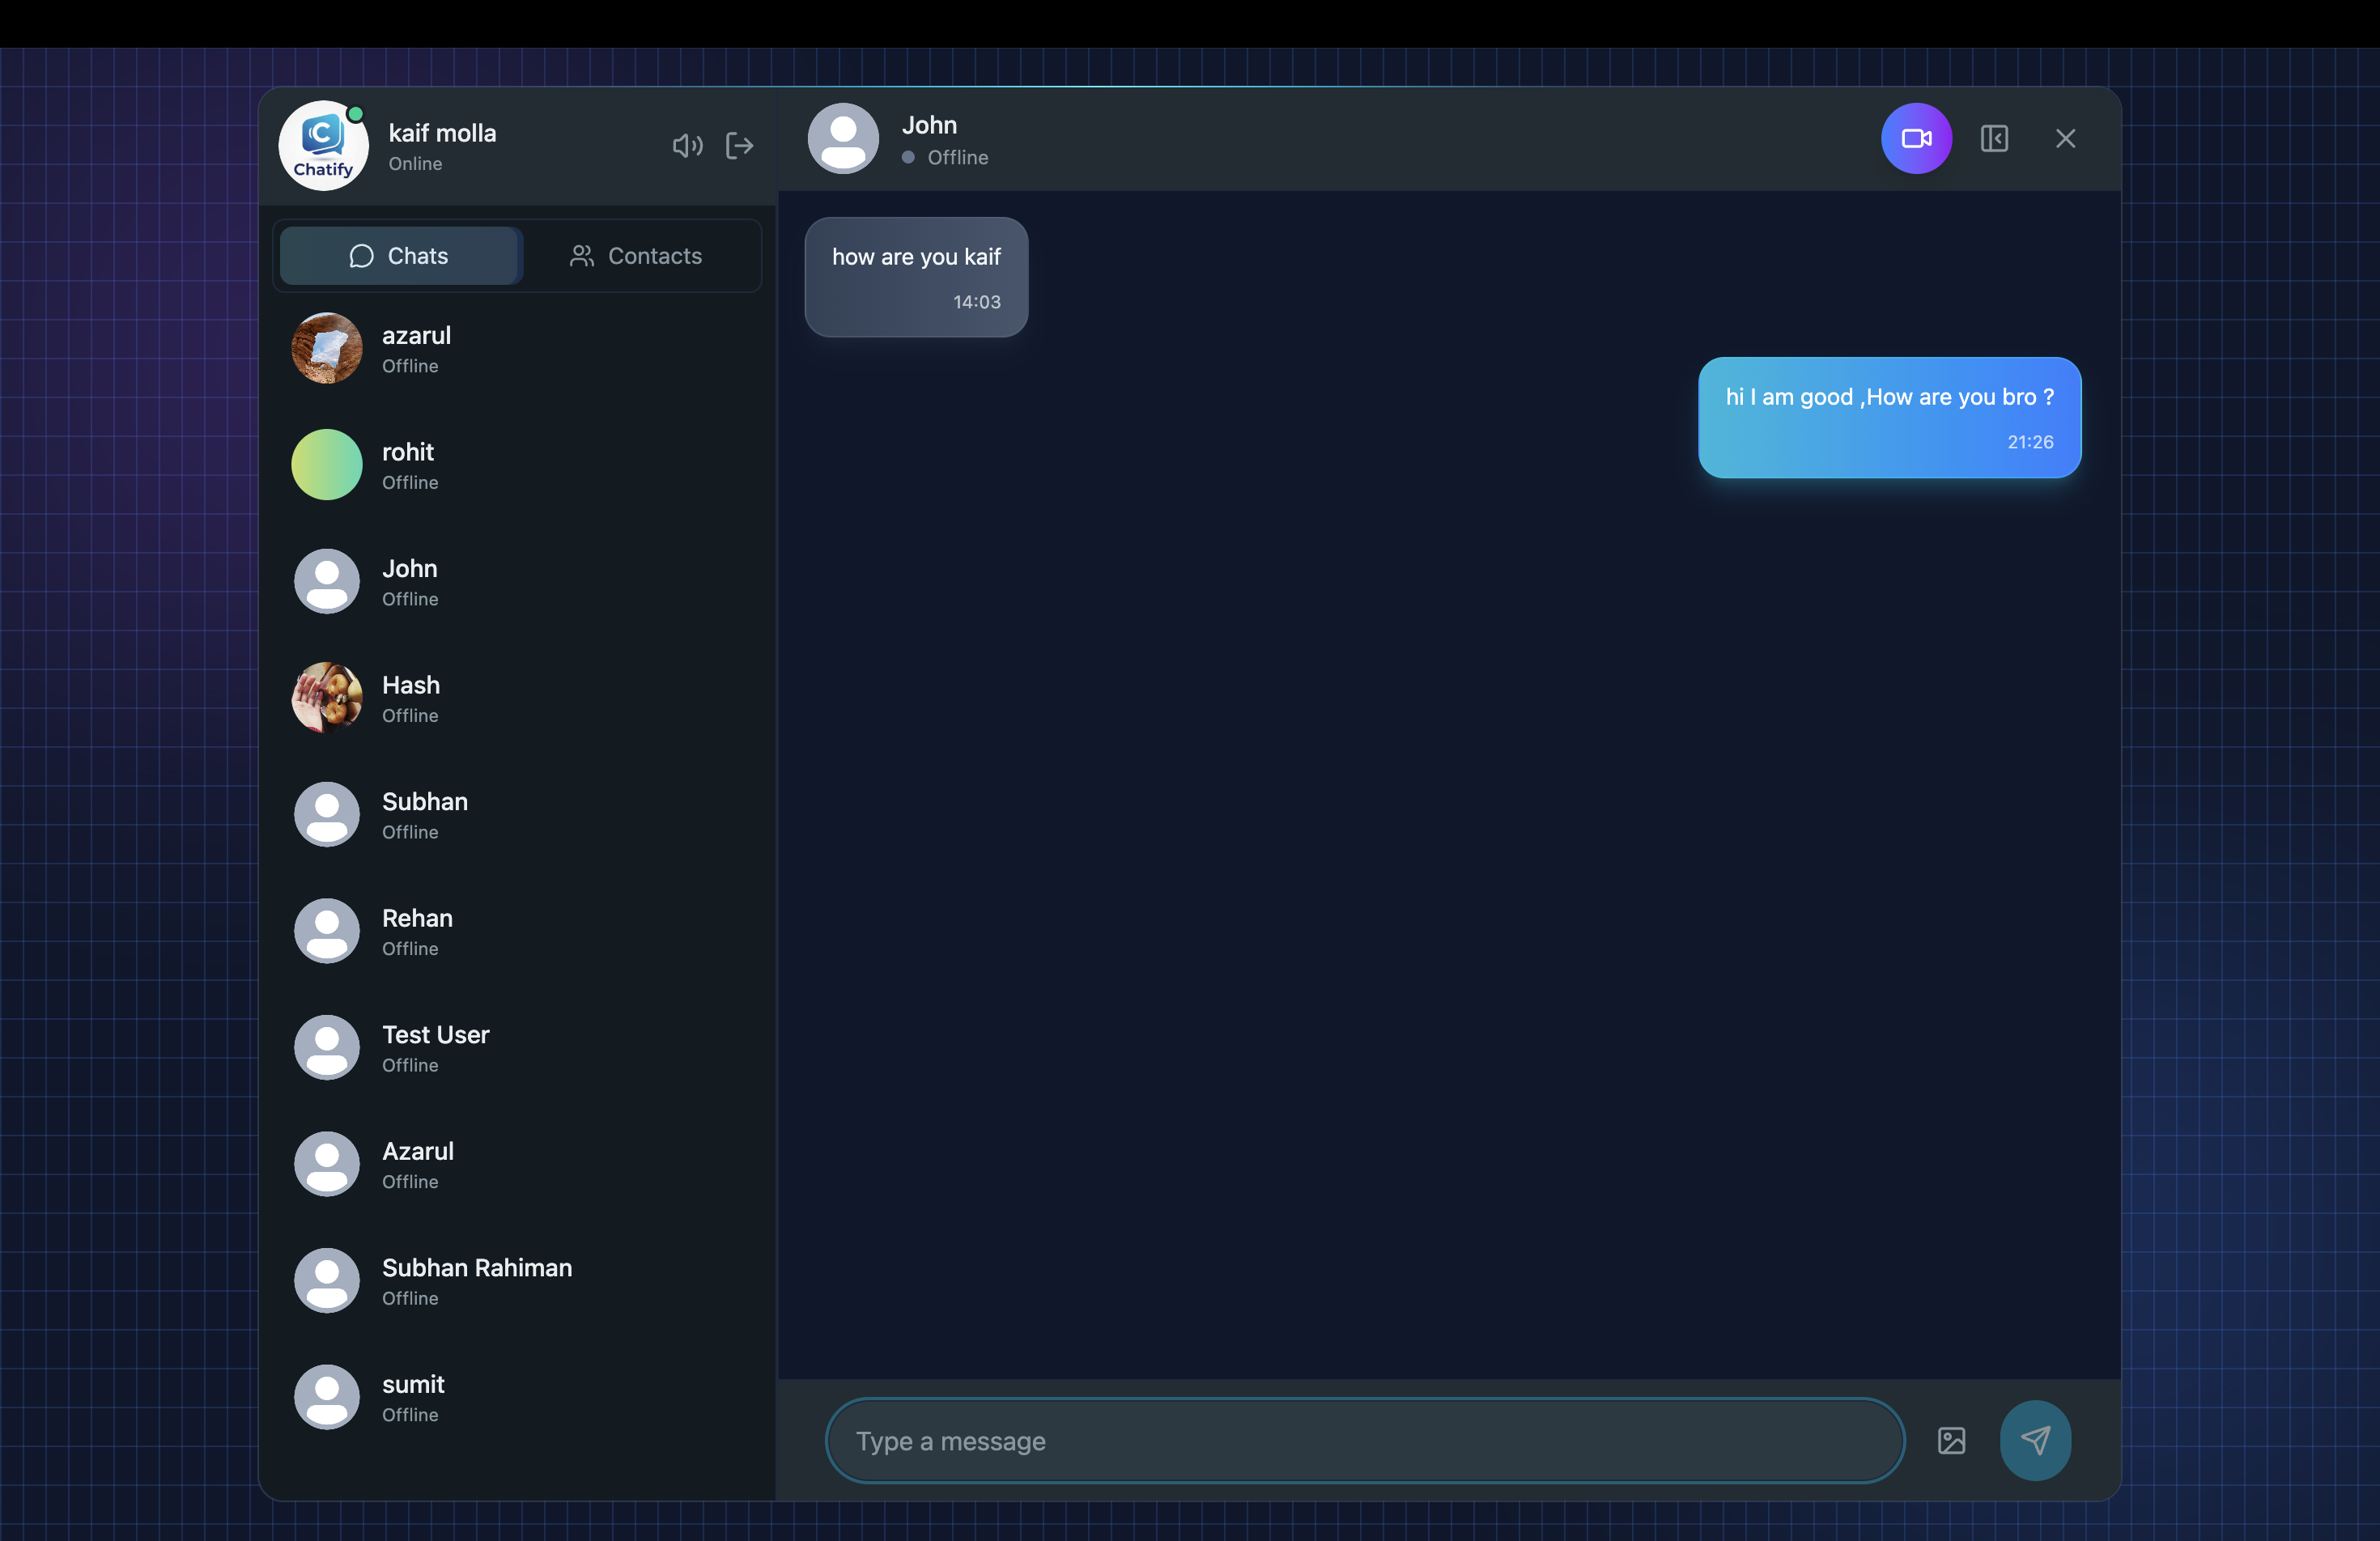 C
Chatify
kaif molla
Online
Chats
Contacts
azarul
Offline
rohit
Offline
John
Offline
Hash
Offline
Subhan
Offline
Rehan
Offline
Test User
Offline
Azarul
Offline
Subhan Rahiman
Offline
sumit
Offline
John
Offline
how are you kaif
14:03
hi I am good ,How are you bro ?
21:26
Type a message